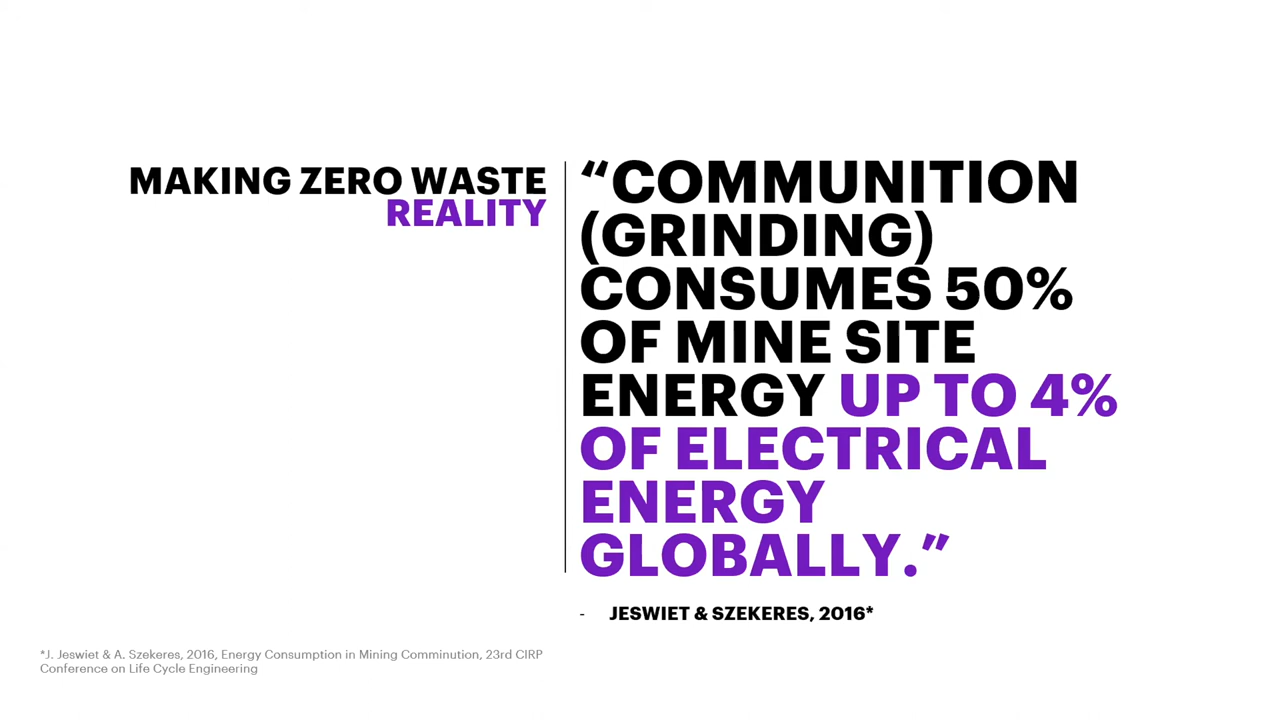 MAKING ZERO WASTE
REALITY
“COMMUNITION
(GRINDING)
CONSUMES 50%
OF MINE SITE
ENERGY UP TO 4%
OF ELECTRICAL
ENERGY
GLOBALLY.”
- JESWIET & SZEKERES, 2016*
*J. Jeswiet & A. Szekeres, 2016, Energy Consumption in Mining Comminution, 23rd CIRP
Conference on Life Cycle Engineering